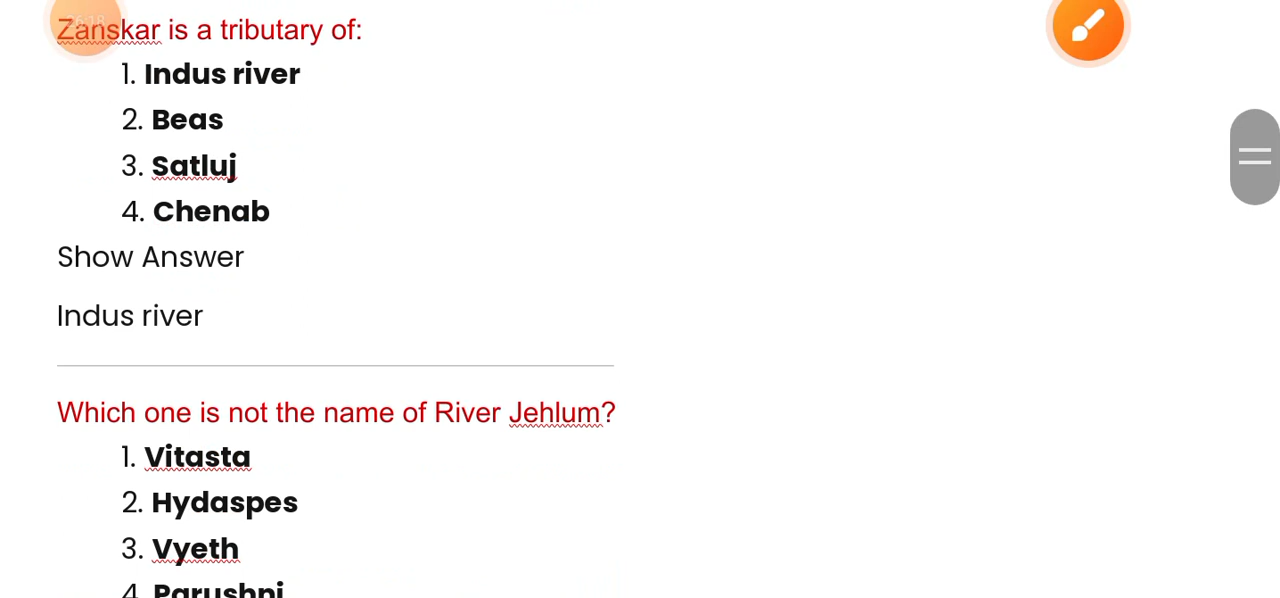 Zanskar is a tributary of:
1. Indus river
2. Beas
3. Satluj
4. Chenab
Show Answer
Indus river
Which one is not the name of River Jehlum?
1. Vitasta
2. Hydaspes
3. Vyeth
4. Parushni